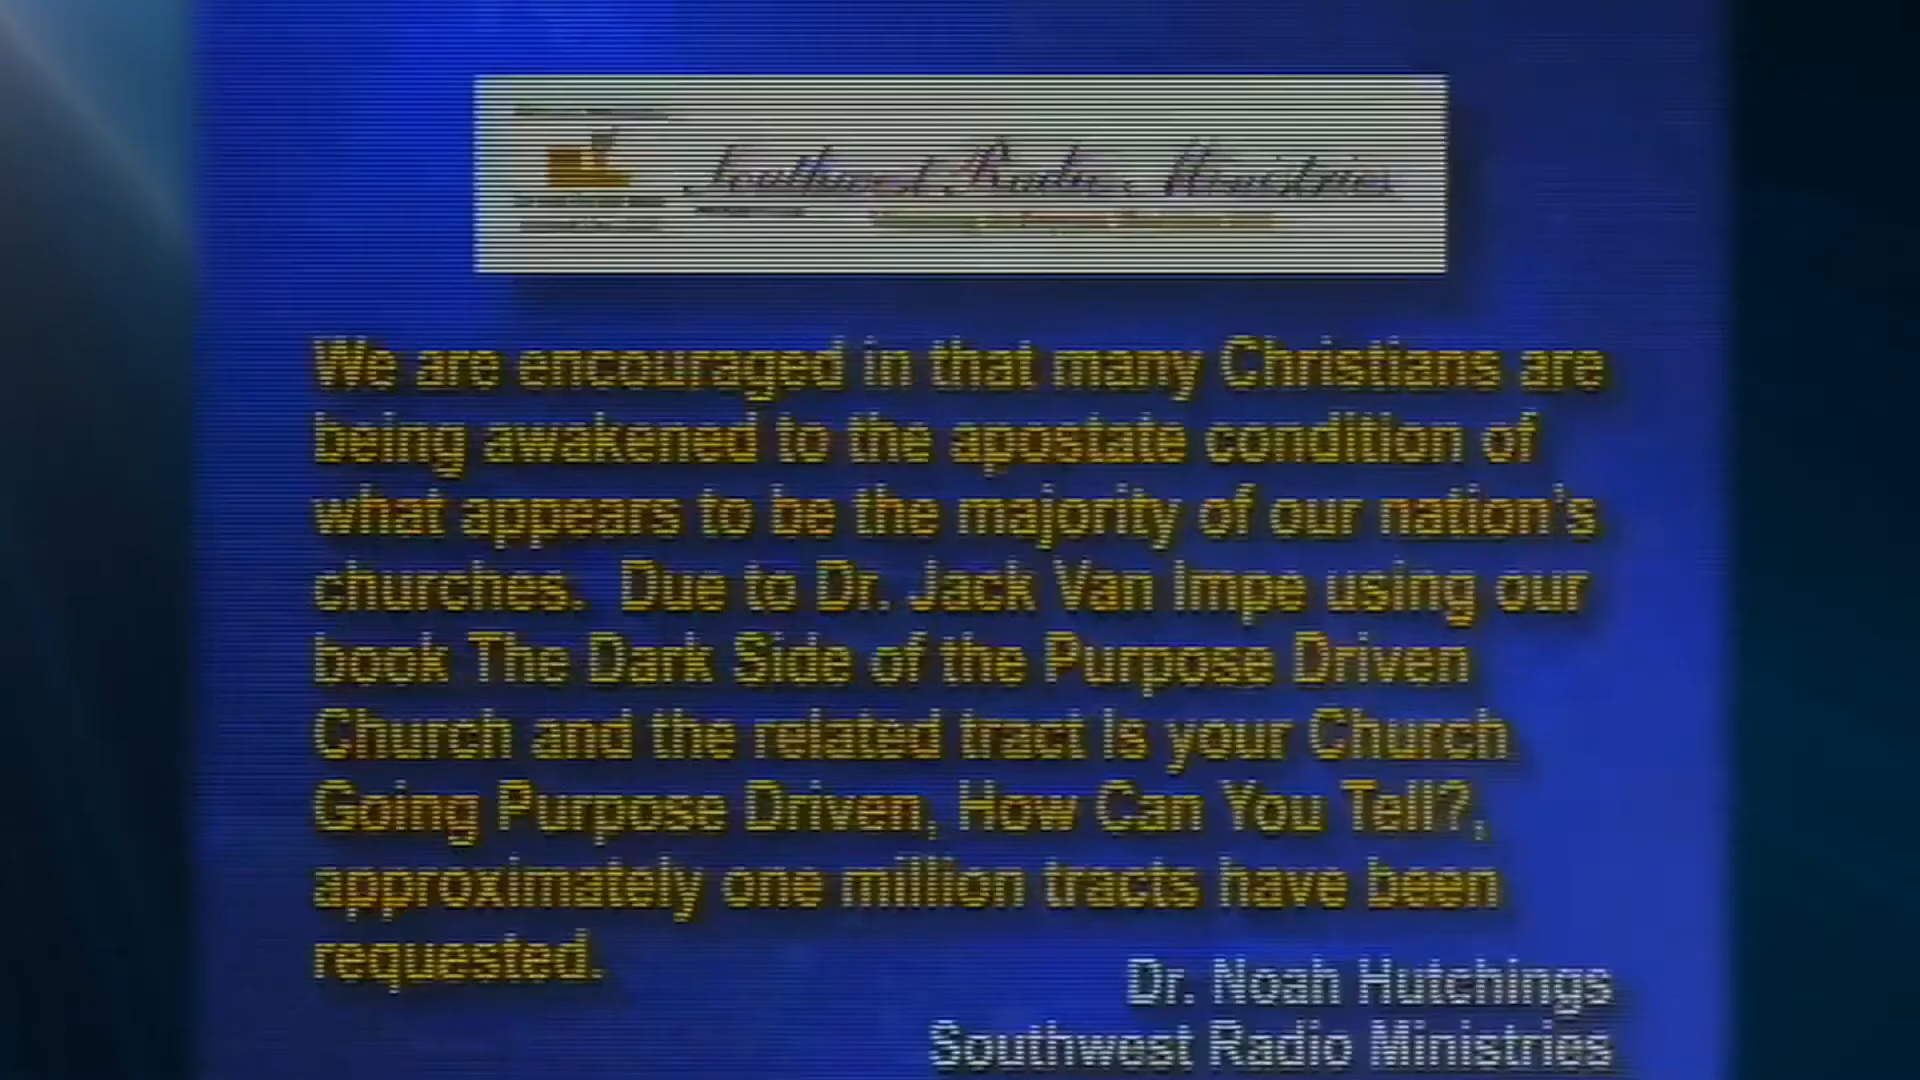 Southwest Radio Ministries
We are encouraged in that many Christians are
being awakened to the apostate condition of
what appears to be the majority of our nation's
churches. Due to Dr. Jack Van Impe using our
book The Dark Side of the Purpose Driven
Church and the related tract Is your Church
Going Purpose Driven, How Can You Tell?,
approximately one million tracts have been
requested.
Dr. Noah Hutchings
Southwest Radio Ministries